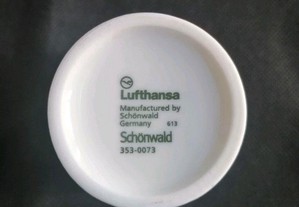 Lufthansa
Manufactured by
Schönwald
Germany 613
Schönwald
353-0073